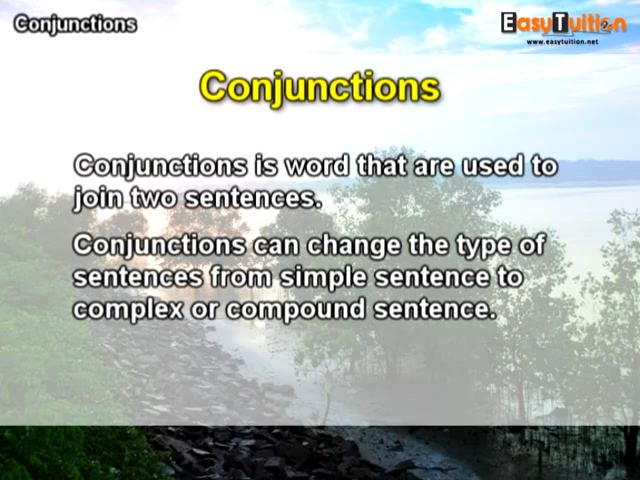 Conjunctions
EasyTuition
www.easytuition.net
Conjunctions
Conjunctions is word that are used to
join two sentences.
Conjunctions can change the type of
sentences from simple sentence to
complex or compound sentence.